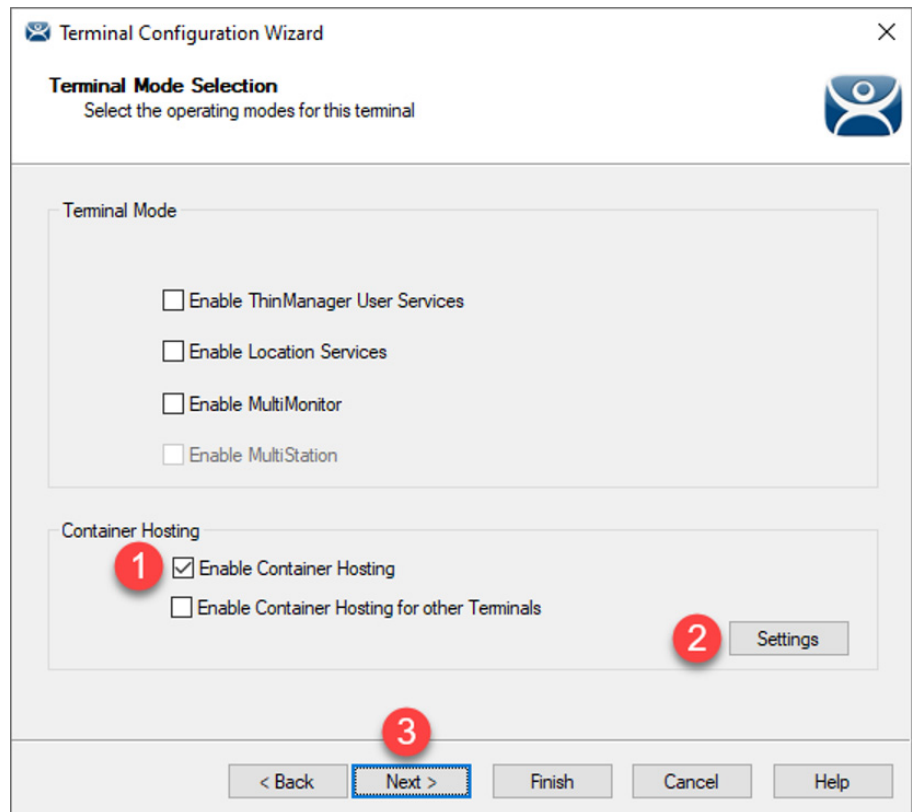 Terminal Configuration Wizard
Terminal Mode Selection
Select the operating modes for this terminal
Terminal Mode
Enable ThinManager User Services
Enable Location Services
Enable MultiMonitor
Enable MultiStation
Container Hosting
1 Enable Container Hosting
Enable Container Hosting for other Terminals
2 Settings
3
< Back Next > Finish Cancel Help